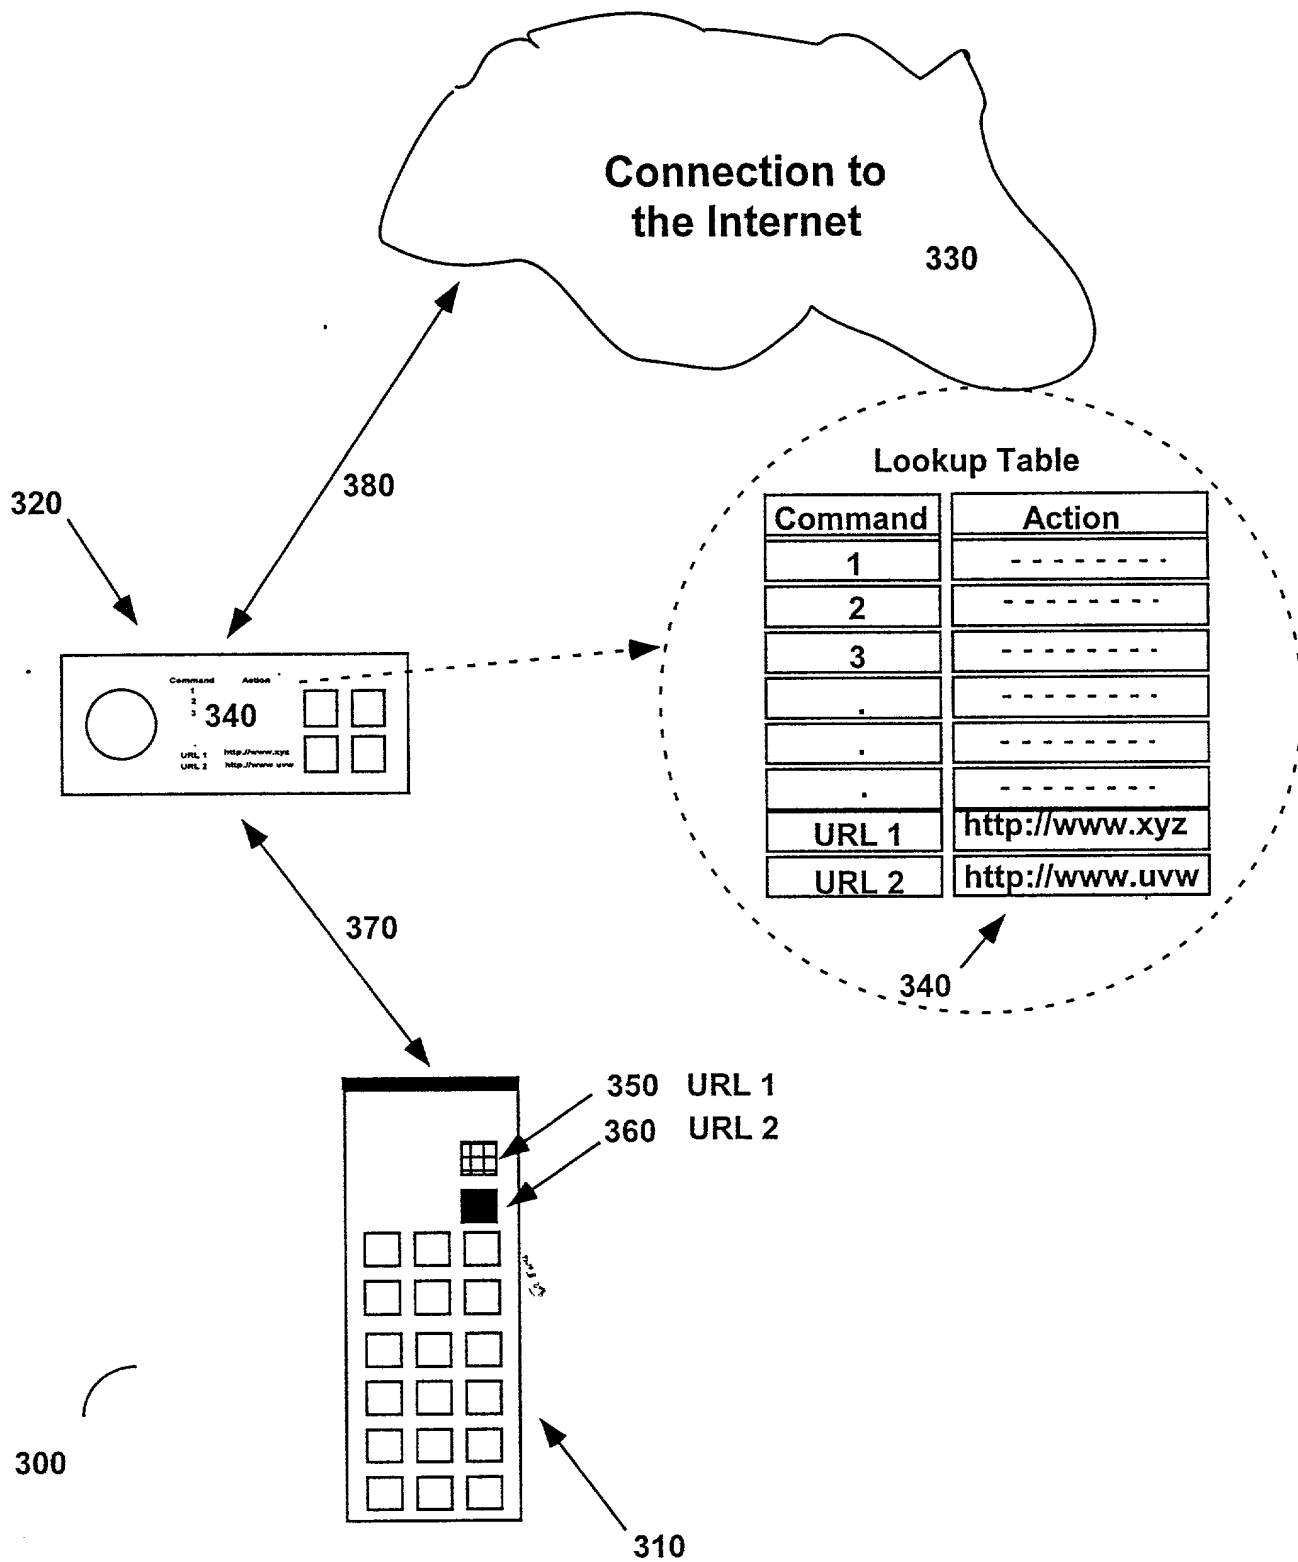 Connection to
the Internet
330
380
320
Lookup Table
Command Action
1 - - - - - - - -
2 - - - - - - - -
3 - - - - - - - -
. - - - - - - - -
. - - - - - - - -
. - - - - - - - -
URL 1 http://www.xyz
URL 2 http://www.uvw
340
Command Action
1
2
3
340
URL 1 http://www.xyz
URL 2 http://www uvw
370
350 URL 1
360 URL 2
300
310